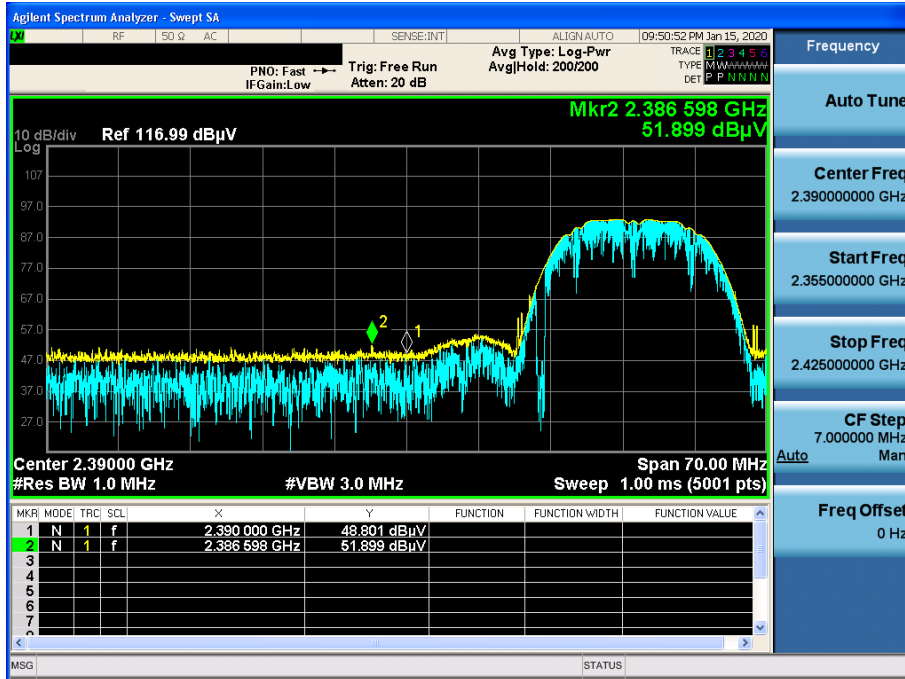 Agilent Spectrum Analyzer - Swept SA
LXI RF 50 Ω AC SENSE:INT ALIGN AUTO 09:50:52 PM Jan 15, 2020
PNO: Fast Trig: Free Run Avg Type: Log-Pwr TRACE 1 2 3 4 5 6
IFGain:Low Atten: 20 dB Avg|Hold: 200/200 TYPE M W
DET P P N N N N
Frequency
Auto Tune
Center Freq
2.390000000 GHz
Start Freq
2.355000000 GHz
Stop Freq
2.425000000 GHz
CF Step
7.000000 MHz
Auto Man
Freq Offset
0 Hz
Mkr2 2.386 598 GHz
10 dB/div Ref 116.99 dBµV 51.899 dBµV
Log
107
97.0
87.0
77.0
67.0
57.0
47.0
37.0
27.0
2
1
Center 2.39000 GHz Span 70.00 MHz
#Res BW 1.0 MHz #VBW 3.0 MHz Sweep 1.00 ms (5001 pts)
MKR MODE TRC SCL X Y FUNCTION FUNCTION WIDTH FUNCTION VALUE
1 N 1 f 2.390 000 GHz 48.801 dBµV
2 N 1 f 2.386 598 GHz 51.899 dBµV
3
4
5
6
7
MSG STATUS